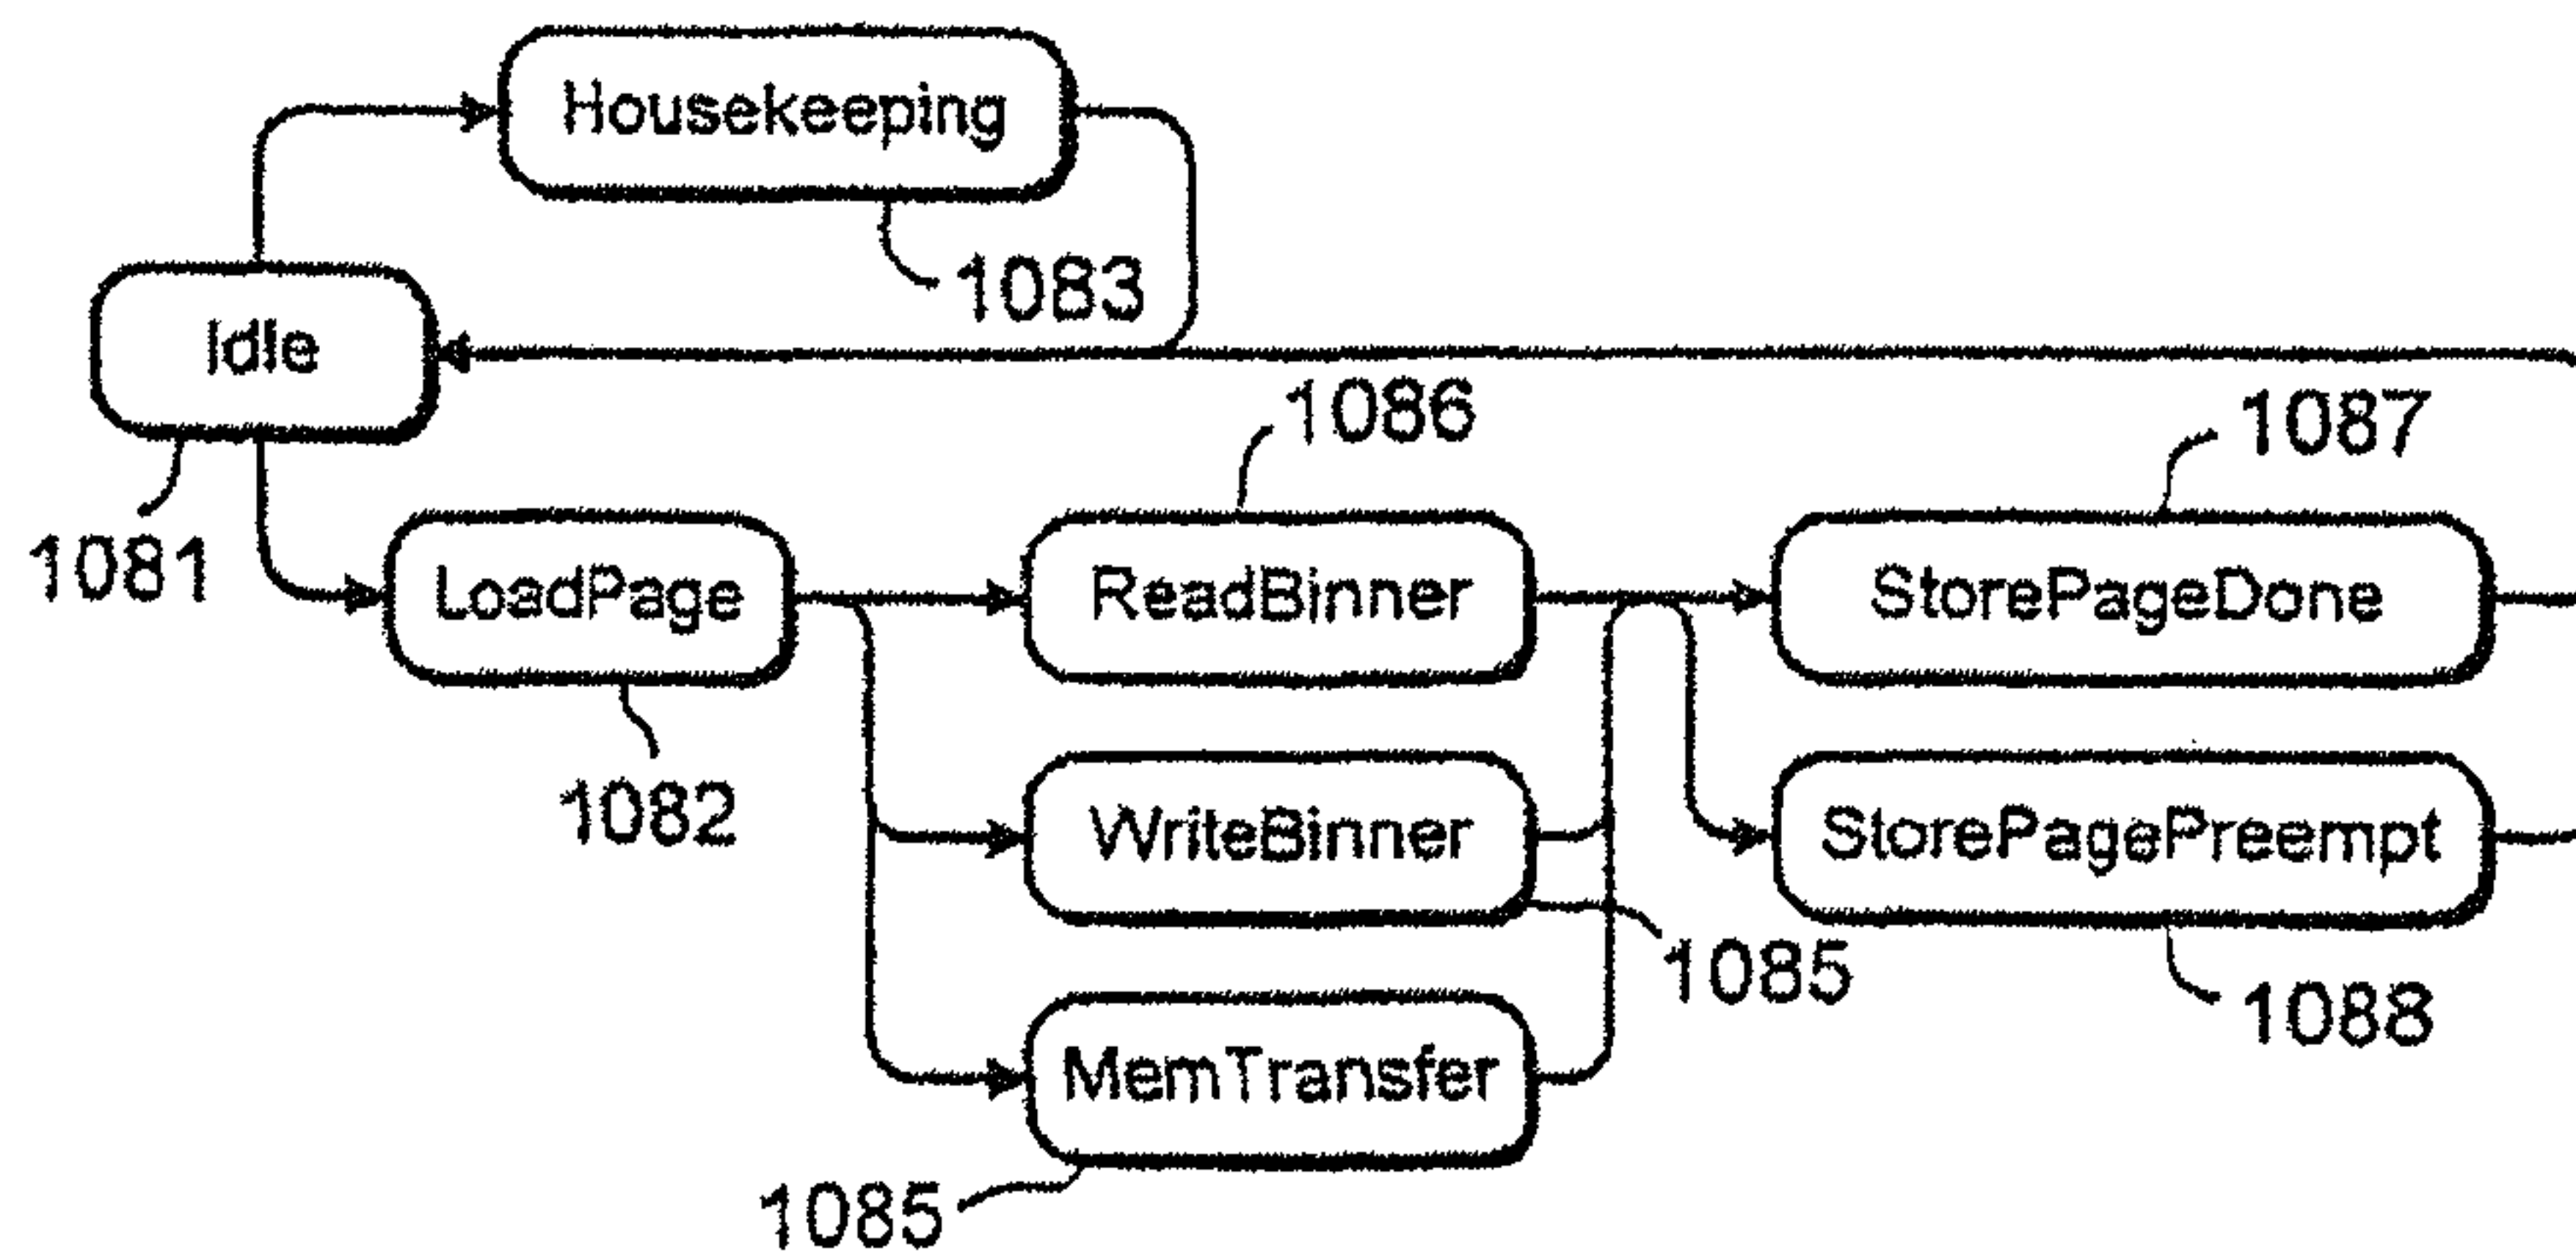 Housekeeping
1083
Idle
1081
1086
1087
LoadPage
ReadBinner
StorePageDone
1082
WriteBinner
StorePagePreempt
1085
1088
MemTransfer
1085